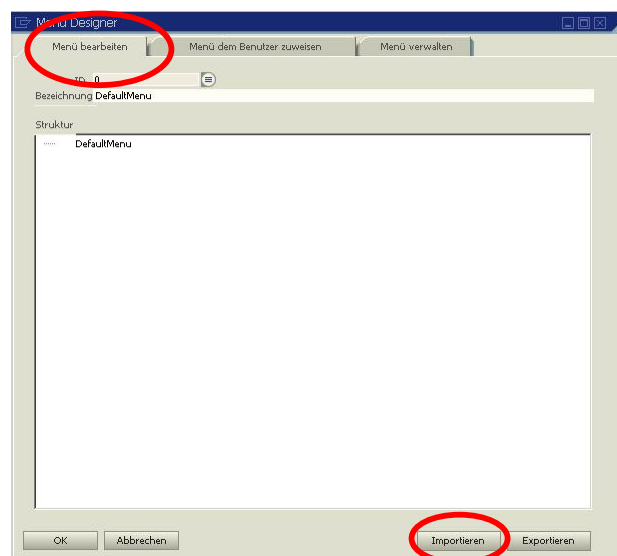 Menü Designer
Menü bearbeiten Menü dem Benutzer zuweisen Menü verwalten
ID 0
Bezeichnung DefaultMenu
Struktur
DefaultMenu
OK Abbrechen Importieren Exportieren